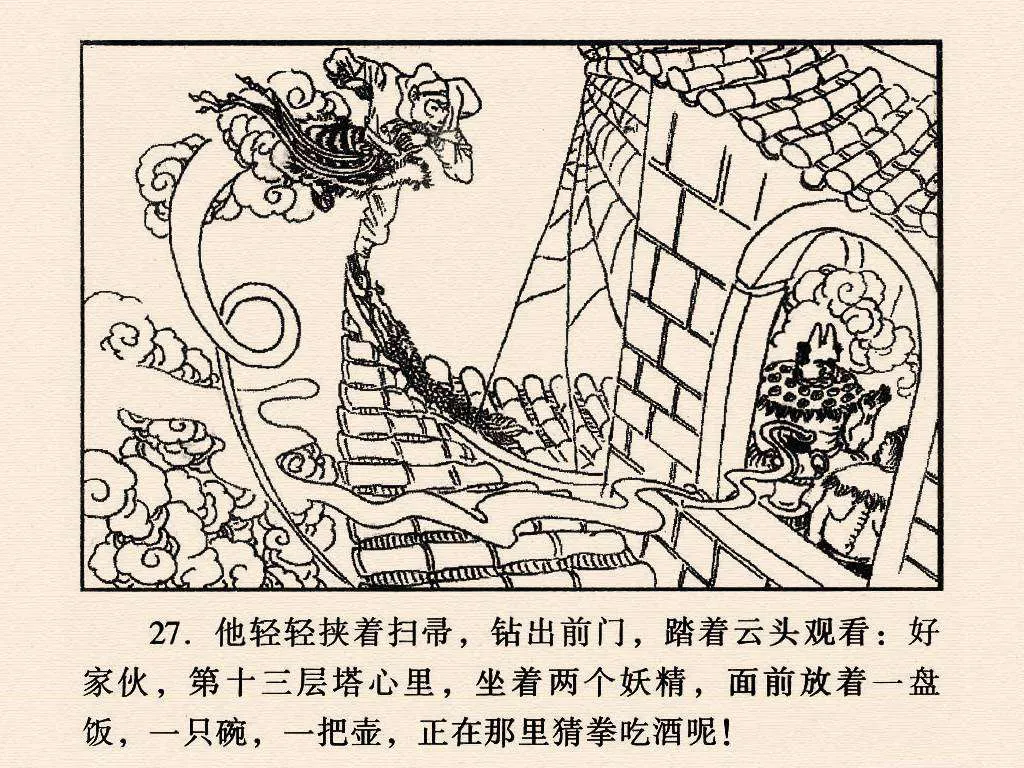 27. 他轻轻挟着扫帚，钻出前门，踏着云头观看：好
家伙，第十三层塔心里，坐着两个妖精，面前放着一盘
饭，一只碗，一把壶，正在那里猜拳吃酒呢！